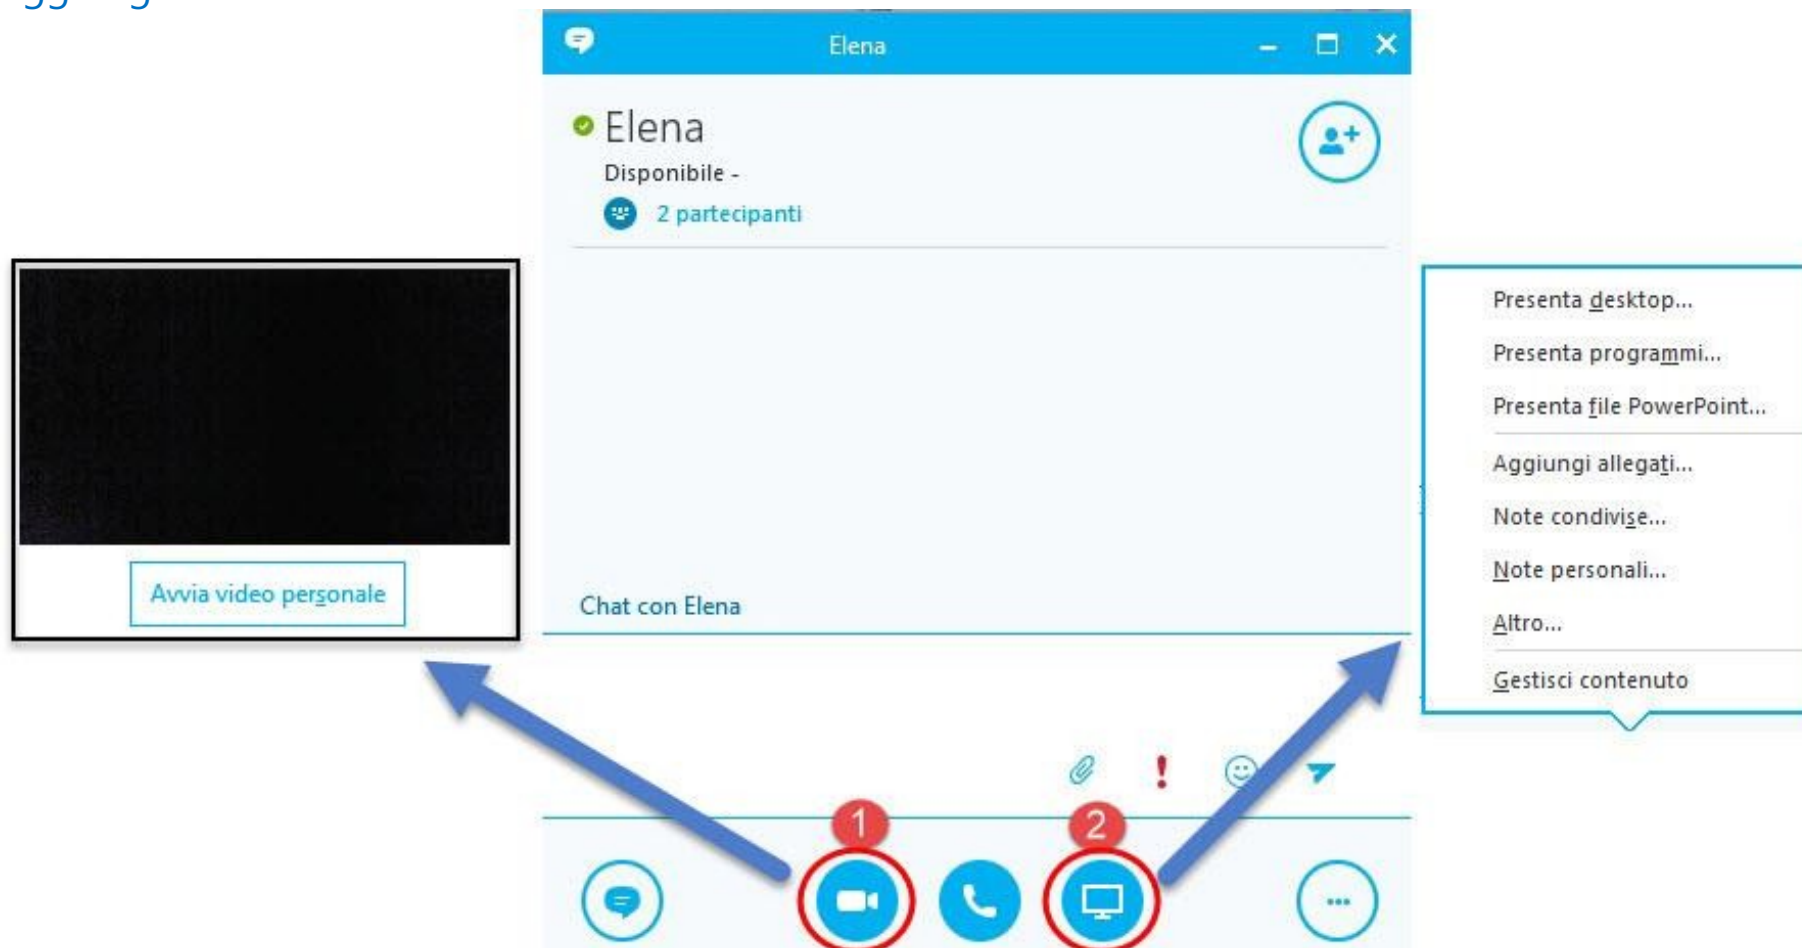 Elena
Elena
Disponibile -
2 partecipanti
Avvia video personale
Chat con Elena
1
2
Presenta desktop...
Presenta programmi...
Presenta file PowerPoint...
Aggiungi allegati...
Note condivise...
Note personali...
Altro...
Gestisci contenuto